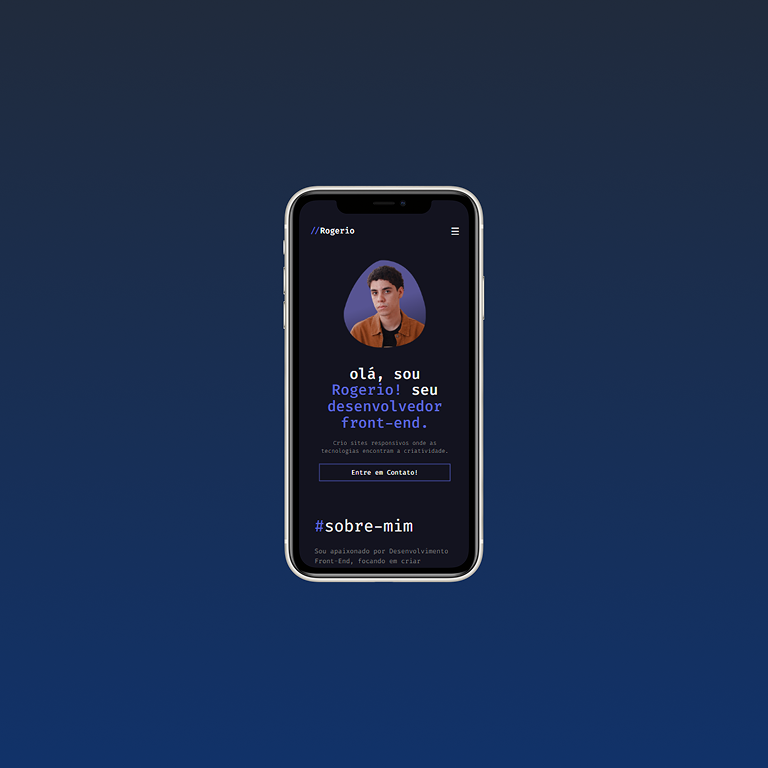 //Rogerio
olá, sou
Rogerio! seu
desenvolvedor
front-end.
Crio sites responsivos onde as
tecnologias encontram a criatividade.
Entre em Contato!
#sobre-mim
Sou apaixonado por Desenvolvimento
Front-End, focando em criar